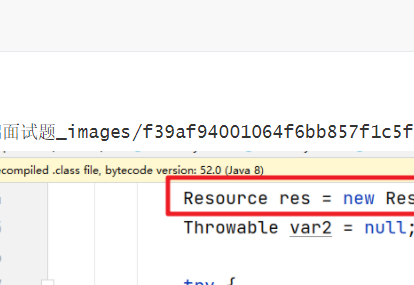 面试题_images/f39af94001064f6bb857f1c5f
ecompiled .class file, bytecode version: 52.0 (Java 8)
Resource res = new Res
Throwable var2 = null;
try {